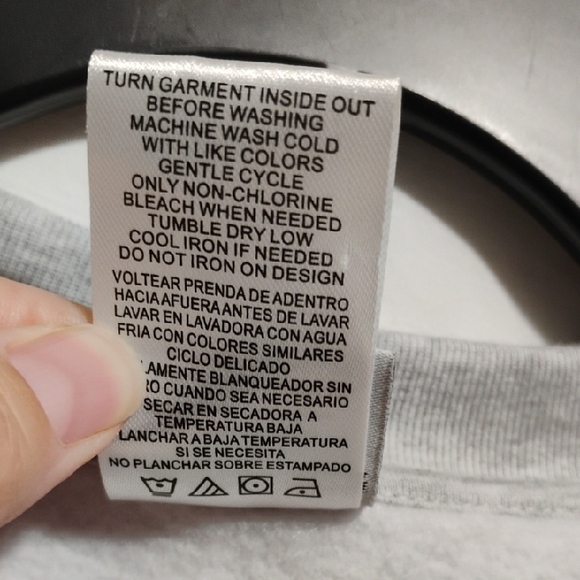 TURN GARMENT INSIDE OUT
BEFORE WASHING
MACHINE WASH COLD
WITH LIKE COLORS
GENTLE CYCLE
ONLY NON-CHLORINE
BLEACH WHEN NEEDED
TUMBLE DRY LOW
COOL IRON IF NEEDED
DO NOT IRON ON DESIGN
VOLTEAR PRENDA DE ADENTRO
HACIA AFUERA ANTES DE LAVAR
LAVAR EN LAVADORA CON AGUA
FRIA CON COLORES SIMILARES
CICLO DELICADO
BLANQUEADOR SIN
CUANDO SEA NECESARIO
SECAR EN SECADORA A
TEMPERATURA BAJA
PLANCHAR A BAJA TEMPERATURA
SI SE NECESITA
NO PLANCHAR SOBRE ESTAMPADO